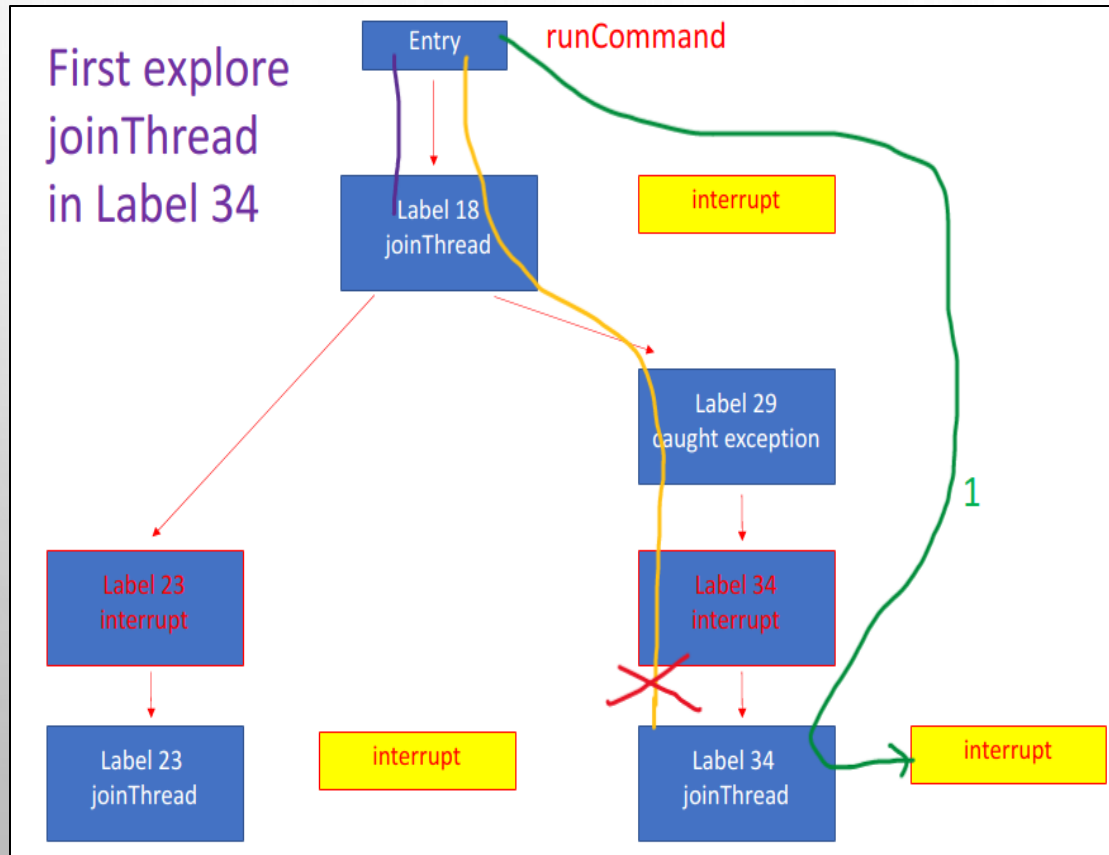 First explore
joinThread
in Label 34
Entry
runCommand
Label 18
joinThread
interrupt
Label 29
caught exception
1
Label 23
interrupt
Label 34
interrupt
Label 23
joinThread
interrupt
Label 34
joinThread
interrupt